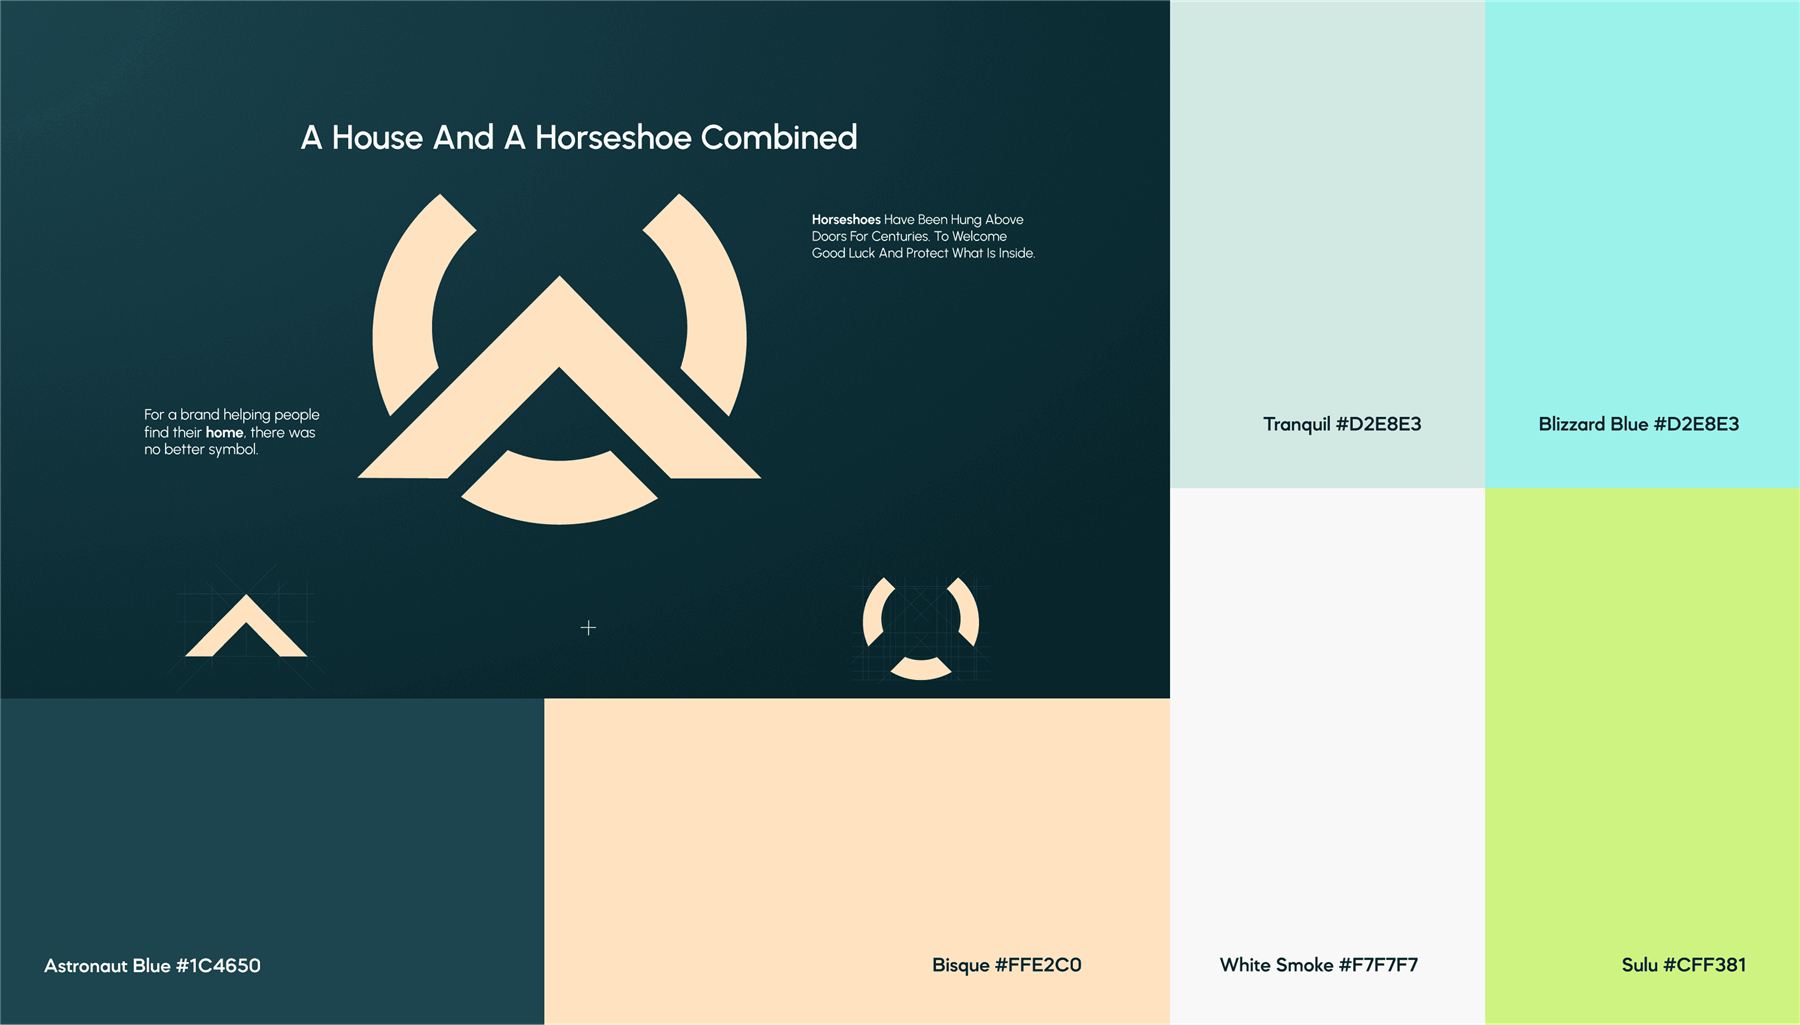 A House And A Horseshoe Combined
Horseshoes Have Been Hung Above
Doors For Centuries. To Welcome
Good Luck And Protect What Is Inside.
For a brand helping people
find their home, there was
no better symbol.
Tranquil #D2E8E3
Blizzard Blue #D2E8E3
Astronaut Blue #1C4650
Bisque #FFE2C0
White Smoke #F7F7F7
Sulu #CFF381